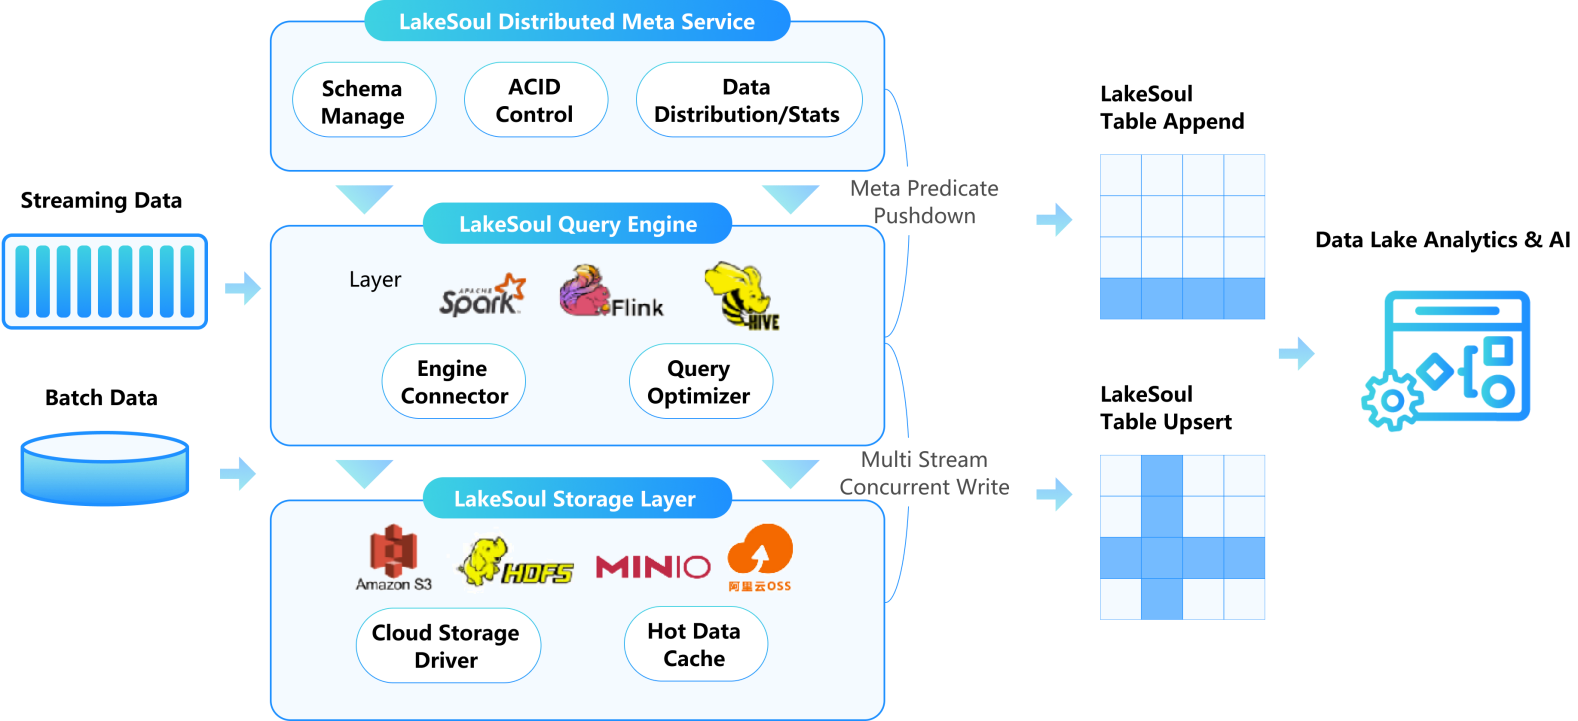 LakeSoul Distributed Meta Service
Schema
Manage
ACID
Control
Data
Distribution/Stats
Streaming Data
Batch Data
LakeSoul Query Engine
Layer
APACHE
Spark
Flink
HIVE
Engine
Connector
Query
Optimizer
LakeSoul Storage Layer
Amazon S3
HDFS
MINIO
阿里云OSS
Cloud Storage
Driver
Hot Data
Cache
Meta Predicate
Pushdown
Multi Stream
Concurrent Write
LakeSoul
Table Append
LakeSoul
Table Upsert
Data Lake Analytics & AI